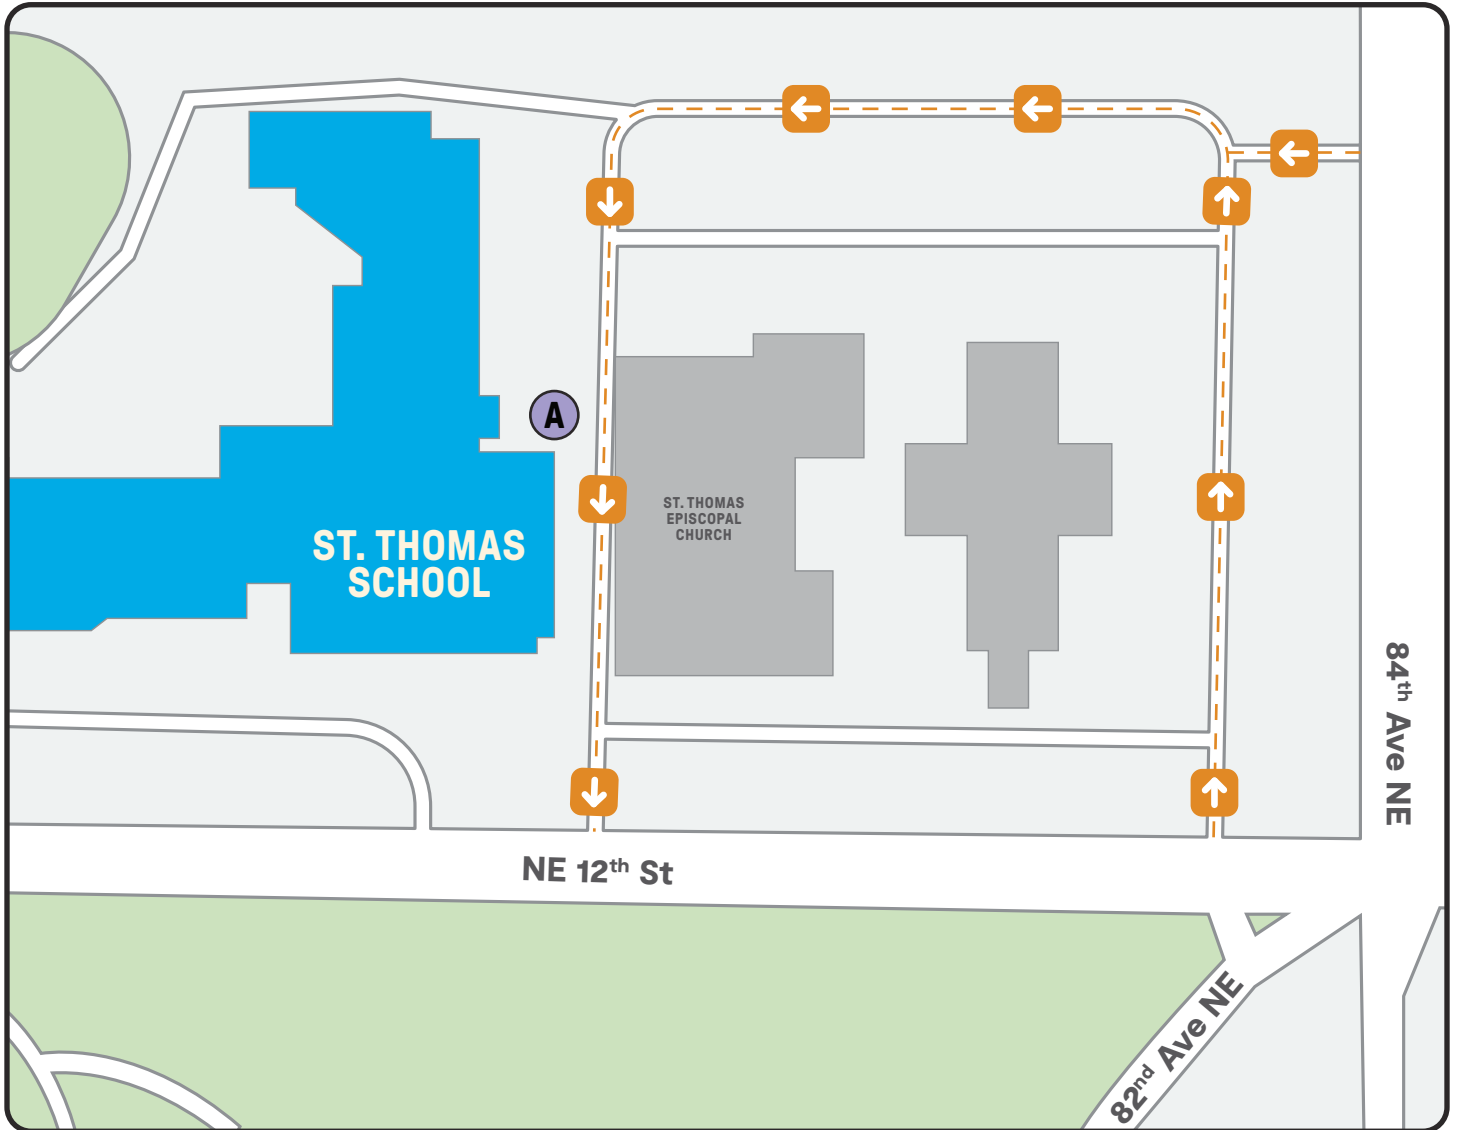 A
ST. THOMAS
EPISCOPAL
CHURCH
ST. THOMAS
SCHOOL
84th Ave NE
NE 12th St
82nd Ave NE